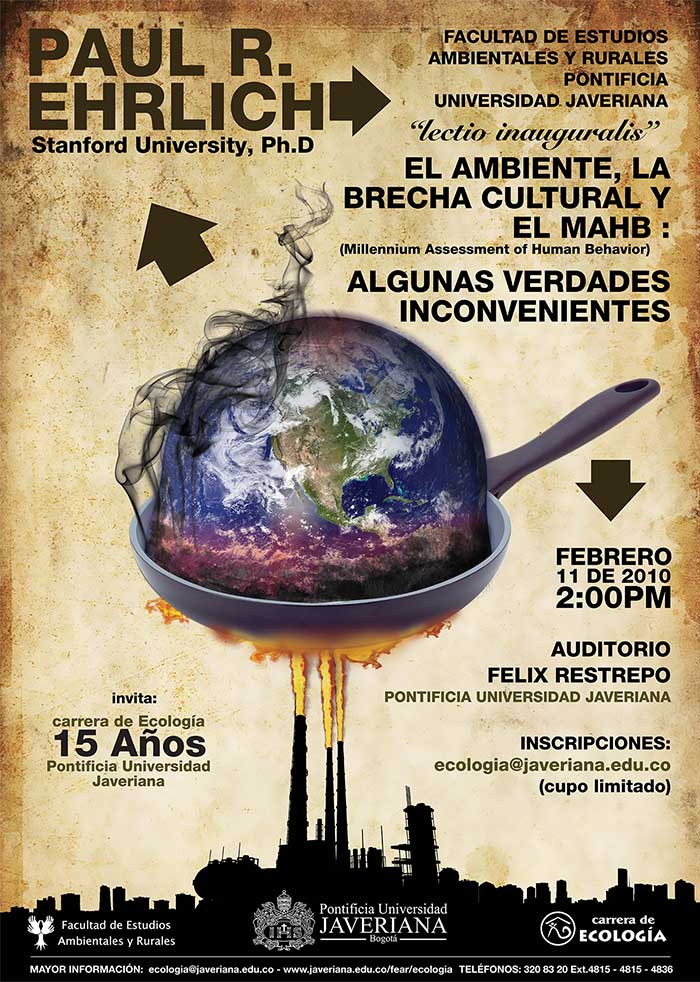 PAUL R.
EHRLICH
Stanford University, Ph.D
FACULTAD DE ESTUDIOS
AMBIENTALES Y RURALES
PONTIFICIA
UNIVERSIDAD JAVERIANA
“lectio inauguralis”
EL AMBIENTE, LA
BRECHA CULTURAL Y
EL MAHB :
(Millennium Assessment of Human Behavior)
ALGUNAS VERDADES
INCONVENIENTES
FEBRERO
11 DE 2010
2:00PM
AUDITORIO
FELIX RESTREPO
PONTIFICIA UNIVERSIDAD JAVERIANA
INSCRIPCIONES:
ecologia@javeriana.edu.co
(cupo limitado)
invita:
carrera de Ecología
15 Años
Pontificia Universidad
Javeriana
Facultad de Estudios
Ambientales y Rurales
Pontificia Universidad
JAVERIANA
Bogotá
carrera de
ECOLOGÍA
MAYOR INFORMACIÓN: ecologia@javeriana.edu.co - www.javeriana.edu.co/fear/ecologia TELÉFONOS: 320 83 20 Ext.4815 - 4815 - 4836